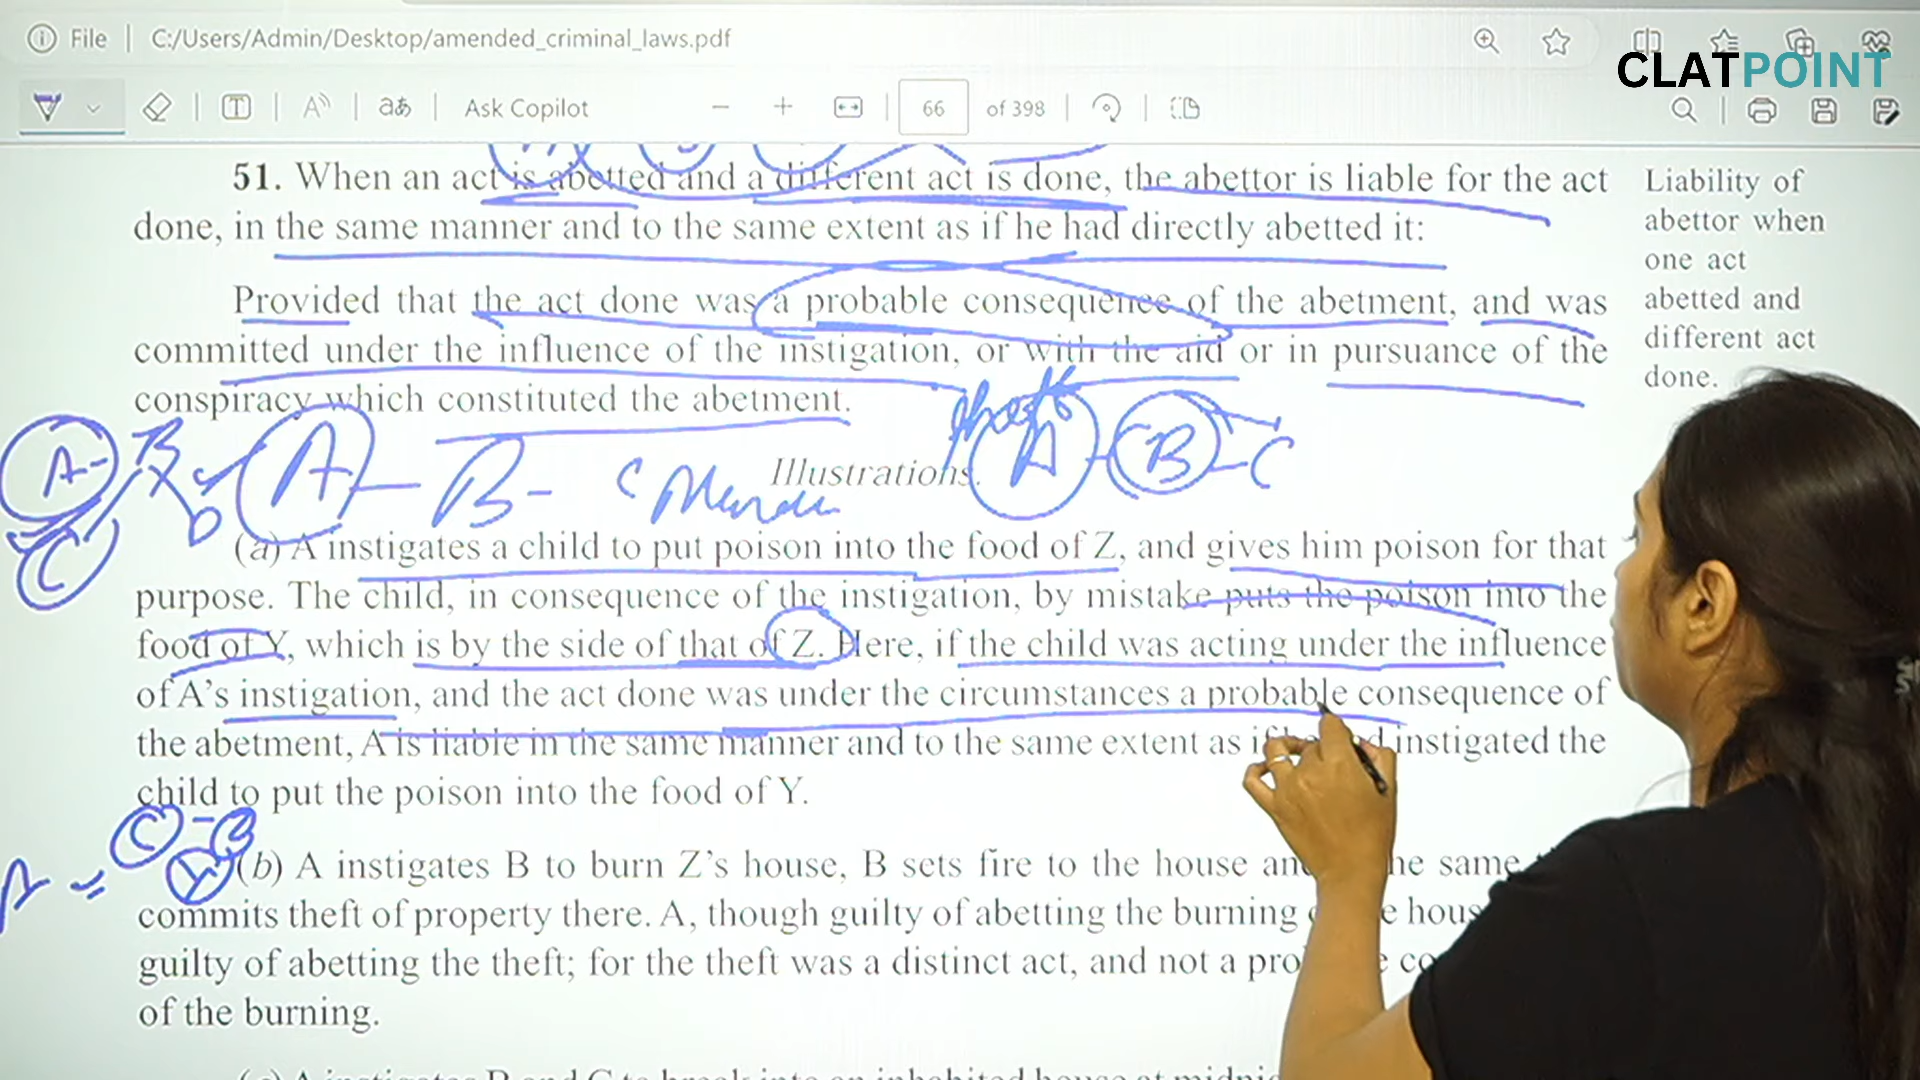 File | C:/Users/Admin/Desktop/amended_criminal_laws.pdf
CLATPOINT
Ask Copilot
66 of 398
51. When an act is abetted and a different act is done, the abettor is liable for the act
done, in the same manner and to the same extent as if he had directly abetted it:
Liability of
abettor when
one act
abetted and
different act
done.
Provided that the act done was a probable consequence of the abetment, and was
committed under the influence of the instigation, or with the aid or in pursuance of the
conspiracy which constituted the abetment.
A - B
C
D
A - B - C
A B C
Illustrations
(a) A instigates a child to put poison into the food of Z, and gives him poison for that
purpose. The child, in consequence of the instigation, by mistake puts the poison into the
food of Y, which is by the side of that of Z. Here, if the child was acting under the influence
of A's instigation, and the act done was under the circumstances a probable consequence of
the abetment, A is liable in the same manner and to the same extent as if instigated the
child to put the poison into the food of Y.
A = C - B
Y
(b) A instigates B to burn Z's house, B sets fire to the house same
commits theft of property there. A, though guilty of abetting the burning
guilty of abetting the theft; for the theft was a distinct act, and not a
of the burning.